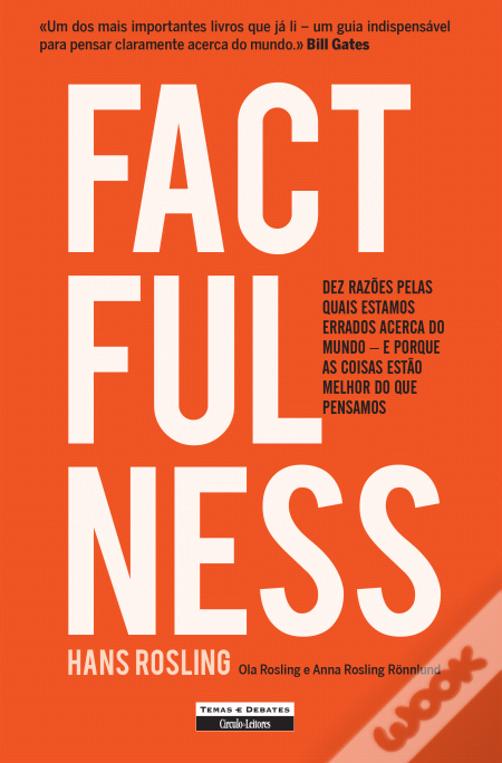 «Um dos mais importantes livros que já li – um guia indispensável
para pensar claramente acerca do mundo.» Bill Gates
FACT
FUL
DEZ RAZÕES PELAS
QUAIS ESTAMOS
ERRADOS ACERCA DO
MUNDO – E PORQUE
AS COISAS ESTÃO
MELHOR DO QUE
PENSAMOS
NESS
HANS ROSLING Ola Rosling e Anna Rosling Rönnlund
TEMAS E DEBATES
Círculo-Leitores
wook